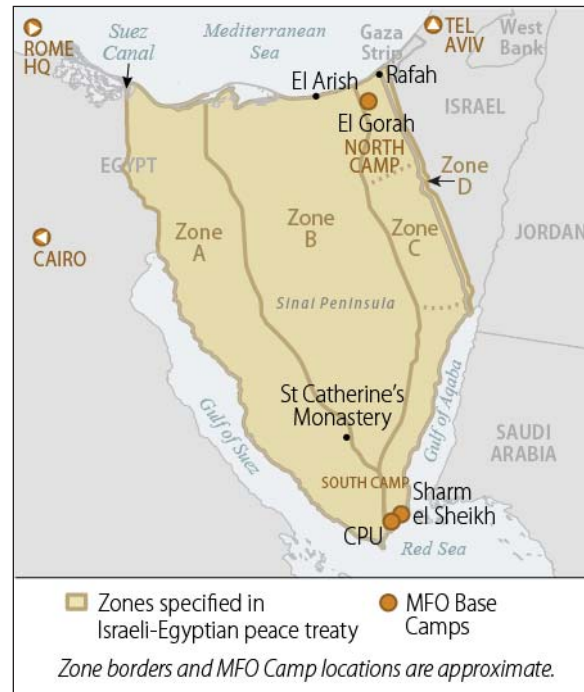 ROME
HQ
Suez
Canal
Mediterranean
Sea
Gaza
Strip
TEL
AVIV
West
Bank
El Arish
Rafah
ISRAEL
El Gorah
NORTH
CAMP
Zone
D
EGYPT
CAIRO
Zone
A
Zone
B
Zone
C
JORDAN
Sinai Peninsula
St Catherine's
Monastery
Gulf of Suez
Gulf of Aqaba
SAUDI
ARABIA
SOUTH CAMP
Sharm
el Sheikh
CPU
Red Sea
Zones specified in
Israeli-Egyptian peace treaty
MFO Base
Camps
Zone borders and MFO Camp locations are approximate.